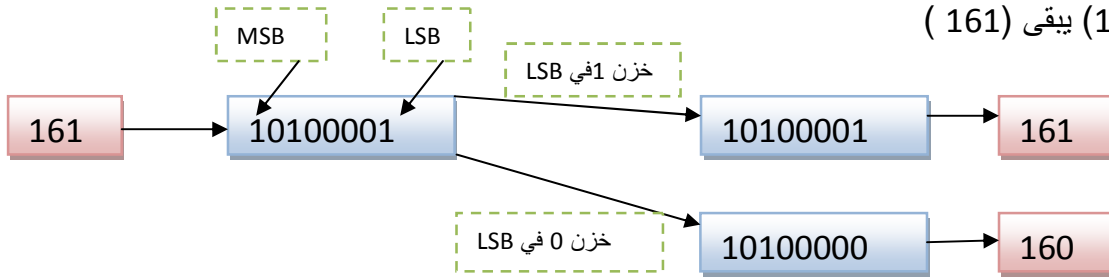 1) يبقى (161 )
MSB
LSB
خزن 1في LSB
161
10100001
10100001
161
خزن 0 في LSB
10100000
160